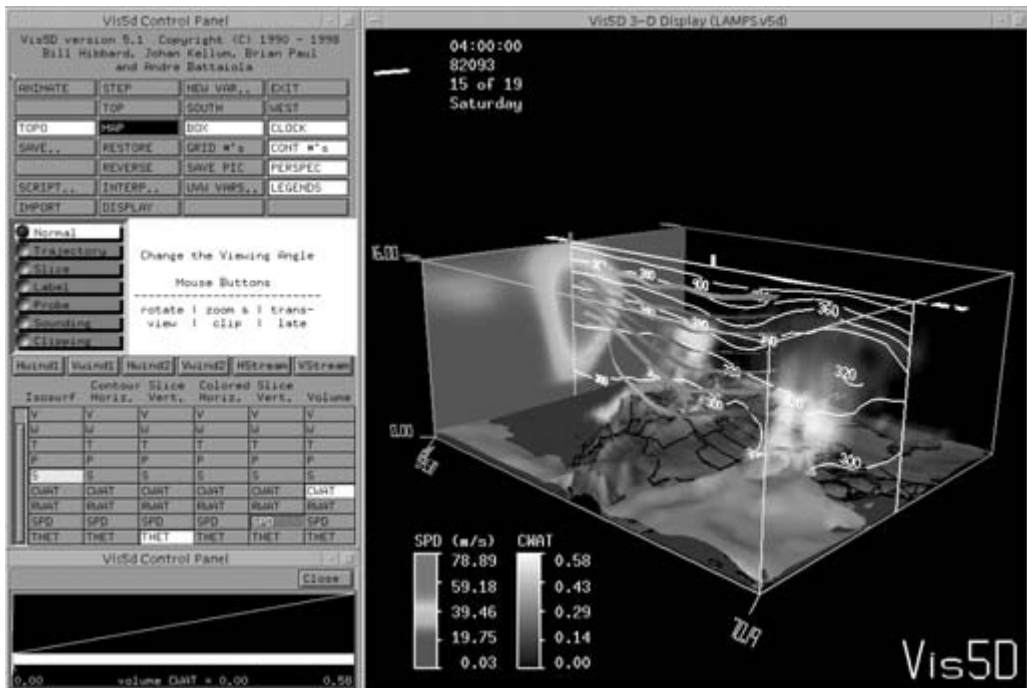 Vis5d Control Panel
Vis5D version 5.1 Copyright (C) 1990 - 1998
Bill Hibbard, Johan Kellum, Brian Paul
and Andre Battaiola
ANIMATE STEP NEW VAR.. EXIT
TOP SOUTH WEST
TOPO MAP BOX CLOCK
SAVE.. RESTORE GRID #'s CONT #'s
REVERSE SAVE PIC PERSPEC
SCRIPT.. INTERP.. UVW VARS.. LEGENDS
IMPORT DISPLAY
Normal
Trajectory
Slice
Label
Probe
Sounding
Clipping
Change the Viewing Angle
Mouse Buttons
rotate | zoom & | trans-
view | clip | late
Hwind1 Vwind1 Hwind2 Vwind2 HStream VStream
Contour Slice Colored Slice
Isosurf Horiz. Vert. Horiz. Vert. Volume
V V V V V V
W W W W W W
T T T T T T
P P P P P P
S S S S S S
CWAT CWAT CWAT CWAT CWAT CWAT
RWAT RWAT RWAT RWAT RWAT RWAT
SPD SPD SPD SPD SPD SPD
THET THET THET THET THET THET
Vis5d Control Panel
Close
0.00 volume CWAT = 0.00 0.58
Vis5D 3-D Display (LAMPS.v5d)
04:00:00
82093
15 of 19
Saturday
16.00
380
900
360
320
300
0.00
70.19
SPD (m/s) CWAT
78.89 0.58
59.18 0.43
39.46 0.29
19.75 0.14
0.03 0.00
Vis5D